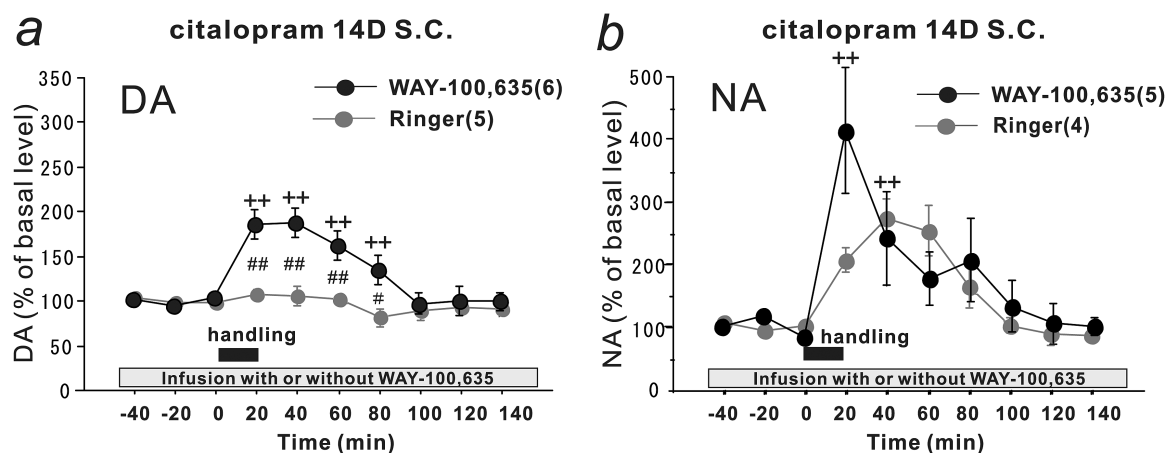 a
citalopram 14D S.C.
DA (% of basal level)
350
300
250
200
150
100
50
0
DA
WAY-100,635(6)
Ringer(5)
++
++
++
++
##
##
##
#
handling
Infusion with or without WAY-100,635
-40 -20 0 20 40 60 80 100 120 140
Time (min)
b
citalopram 14D S.C.
NA (% of basal level)
500
400
300
200
100
0
NA
WAY-100,635(5)
Ringer(4)
++
++
handling
Infusion with or without WAY-100,635
-40 -20 0 20 40 60 80 100 120 140
Time (min)